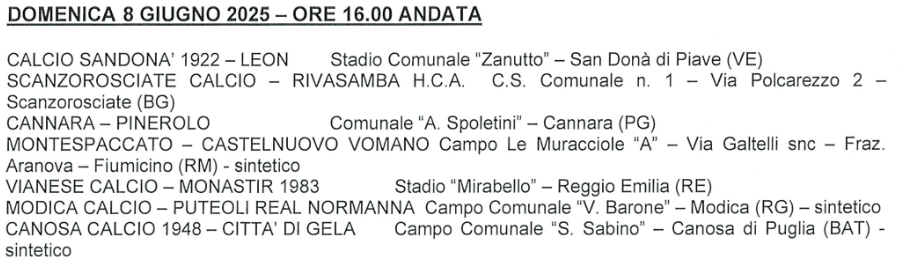 DOMENICA 8 GIUGNO 2025 – ORE 16.00 ANDATA
CALCIO SANDONA’ 1922 – LEON Stadio Comunale “Zanutto” – San Donà di Piave (VE)
SCANZOROSCIATE CALCIO – RIVASAMBA H.C.A. C.S. Comunale n. 1 – Via Polcarezzo 2 –
Scanzorosciate (BG)
CANNARA – PINEROLO Comunale “A. Spoletini” – Cannara (PG)
MONTESPACCATO – CASTELNUOVO VOMANO Campo Le Muracciole “A” – Via Galtelli snc – Fraz.
Aranova – Fiumicino (RM) - sintetico
VIANESE CALCIO – MONASTIR 1983 Stadio “Mirabello” – Reggio Emilia (RE)
MODICA CALCIO – PUTEOLI REAL NORMANNA Campo Comunale “V. Barone” – Modica (RG) – sintetico
CANOSA CALCIO 1948 – CITTA’ DI GELA Campo Comunale “S. Sabino” – Canosa di Puglia (BAT) -
sintetico